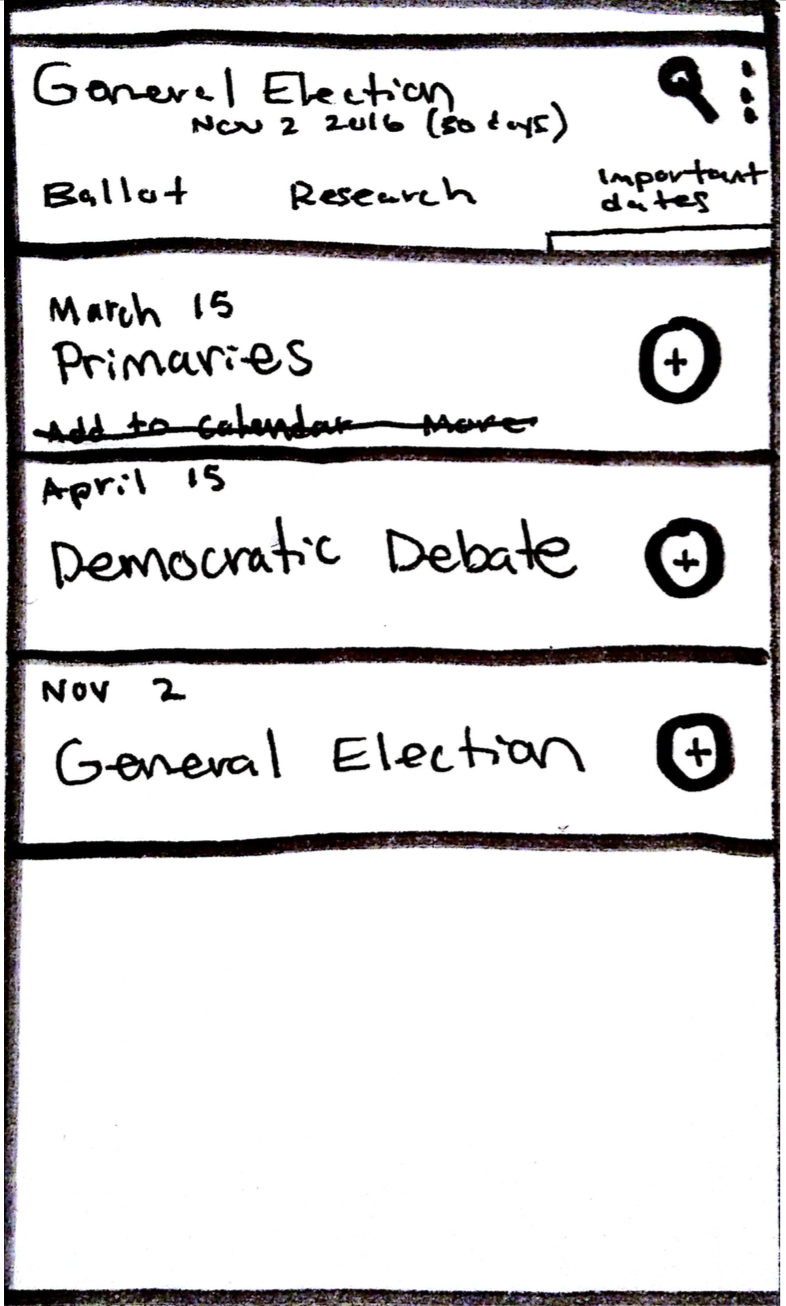 General Election
Nov 2 2016 (30 days)
Ballot Research Important dates
March 15
Primaries
+
Add to calendar More
April 15
Democratic Debate
+
Nov 2
General Election
+